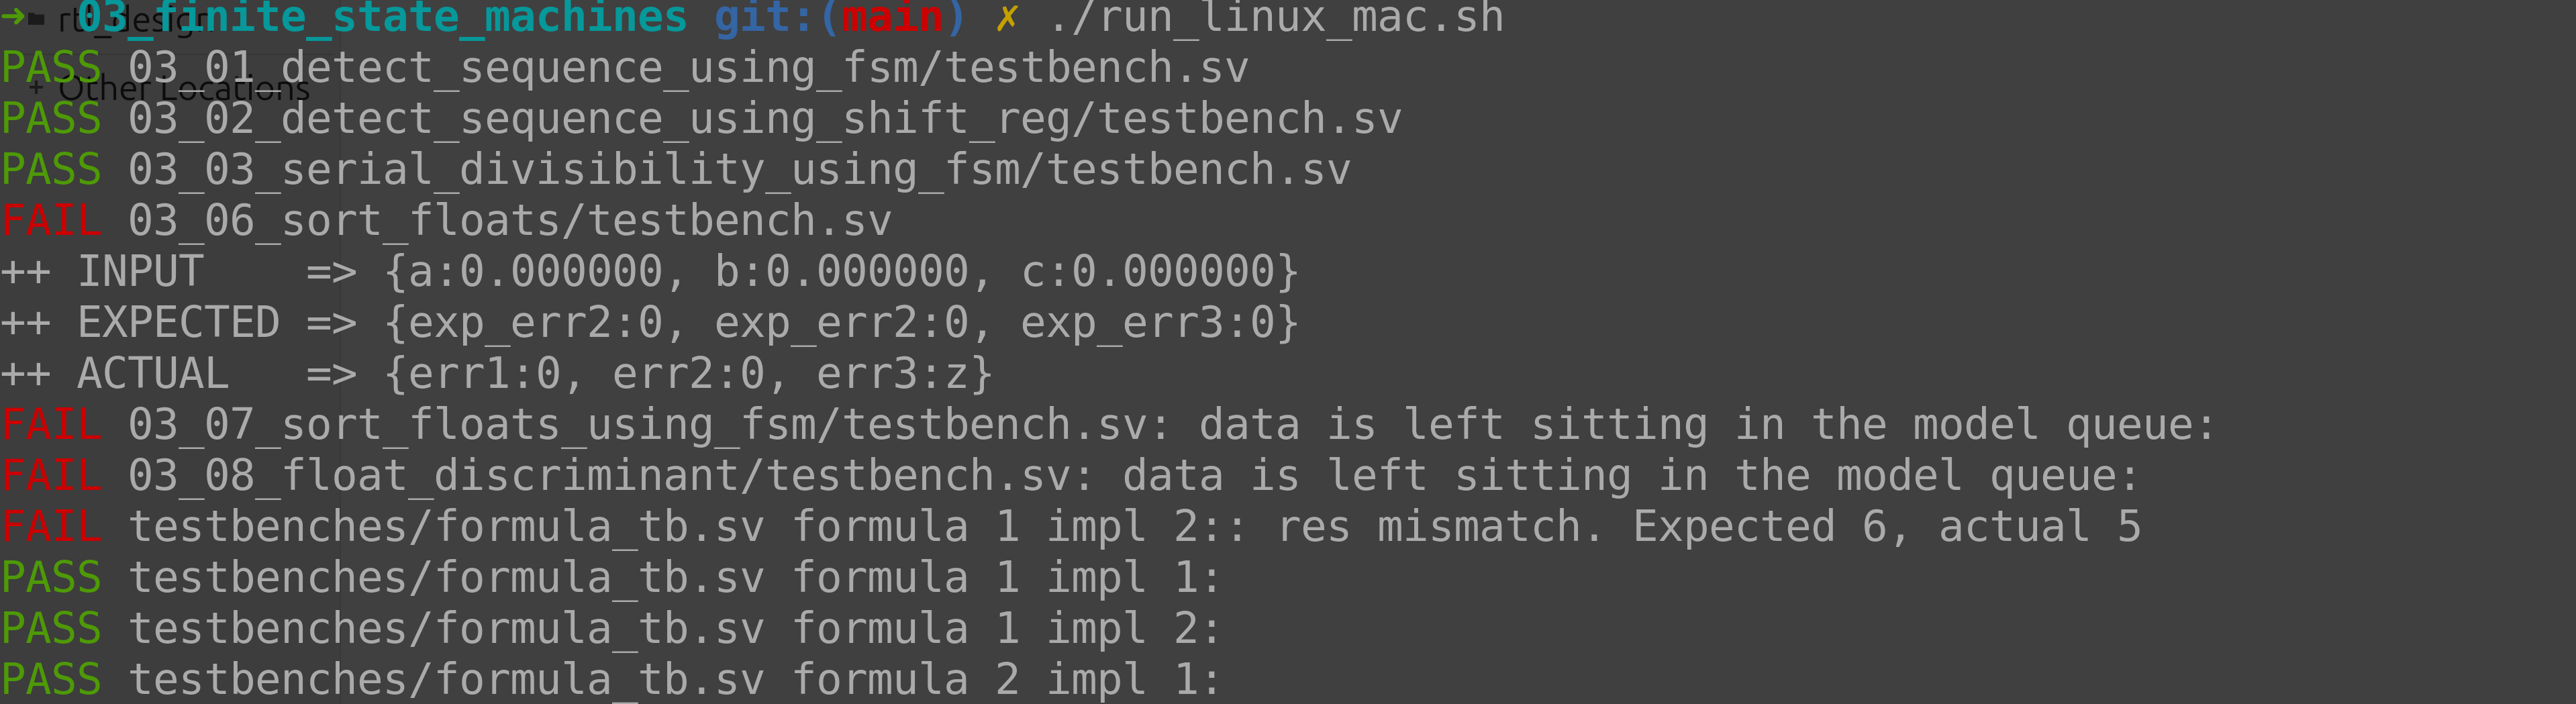 ➜ 03_finite_state_machines git:(main) ✗ ./run_linux_mac.sh
PASS 03_01_detect_sequence_using_fsm/testbench.sv
Other Locations
PASS 03_02_detect_sequence_using_shift_reg/testbench.sv
PASS 03_03_serial_divisibility_using_fsm/testbench.sv
FAIL 03_06_sort_floats/testbench.sv
++ INPUT    => {a:0.000000, b:0.000000, c:0.000000}
++ EXPECTED => {exp_err2:0, exp_err2:0, exp_err3:0}
++ ACTUAL   => {err1:0, err2:0, err3:z}
FAIL 03_07_sort_floats_using_fsm/testbench.sv: data is left sitting in the model queue:
FAIL 03_08_float_discriminant/testbench.sv: data is left sitting in the model queue:
FAIL testbenches/formula_tb.sv formula 1 impl 2:: res mismatch. Expected 6, actual 5
PASS testbenches/formula_tb.sv formula 1 impl 1:
PASS testbenches/formula_tb.sv formula 1 impl 2:
PASS testbenches/formula_tb.sv formula 2 impl 1: